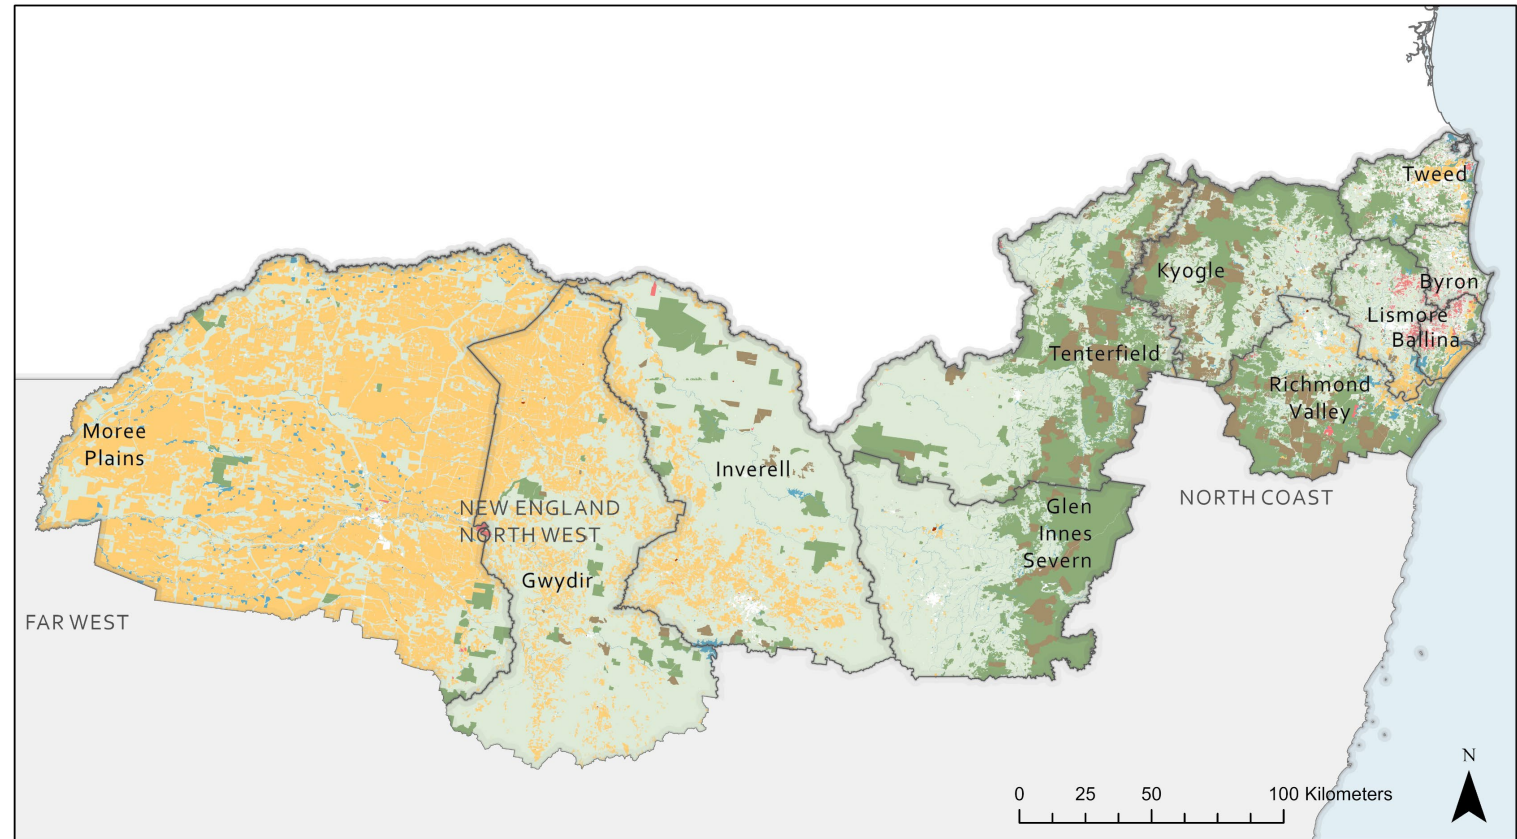 Tweed
Kyogle
Byron
Lismore
Ballina
Tenterfield
Richmond
Valley
Moree
Plains
Inverell
NORTH COAST
NEW ENGLAND
NORTH WEST
Glen
Innes
Severn
Gwydir
FAR WEST
N
0 25 50 100 Kilometers